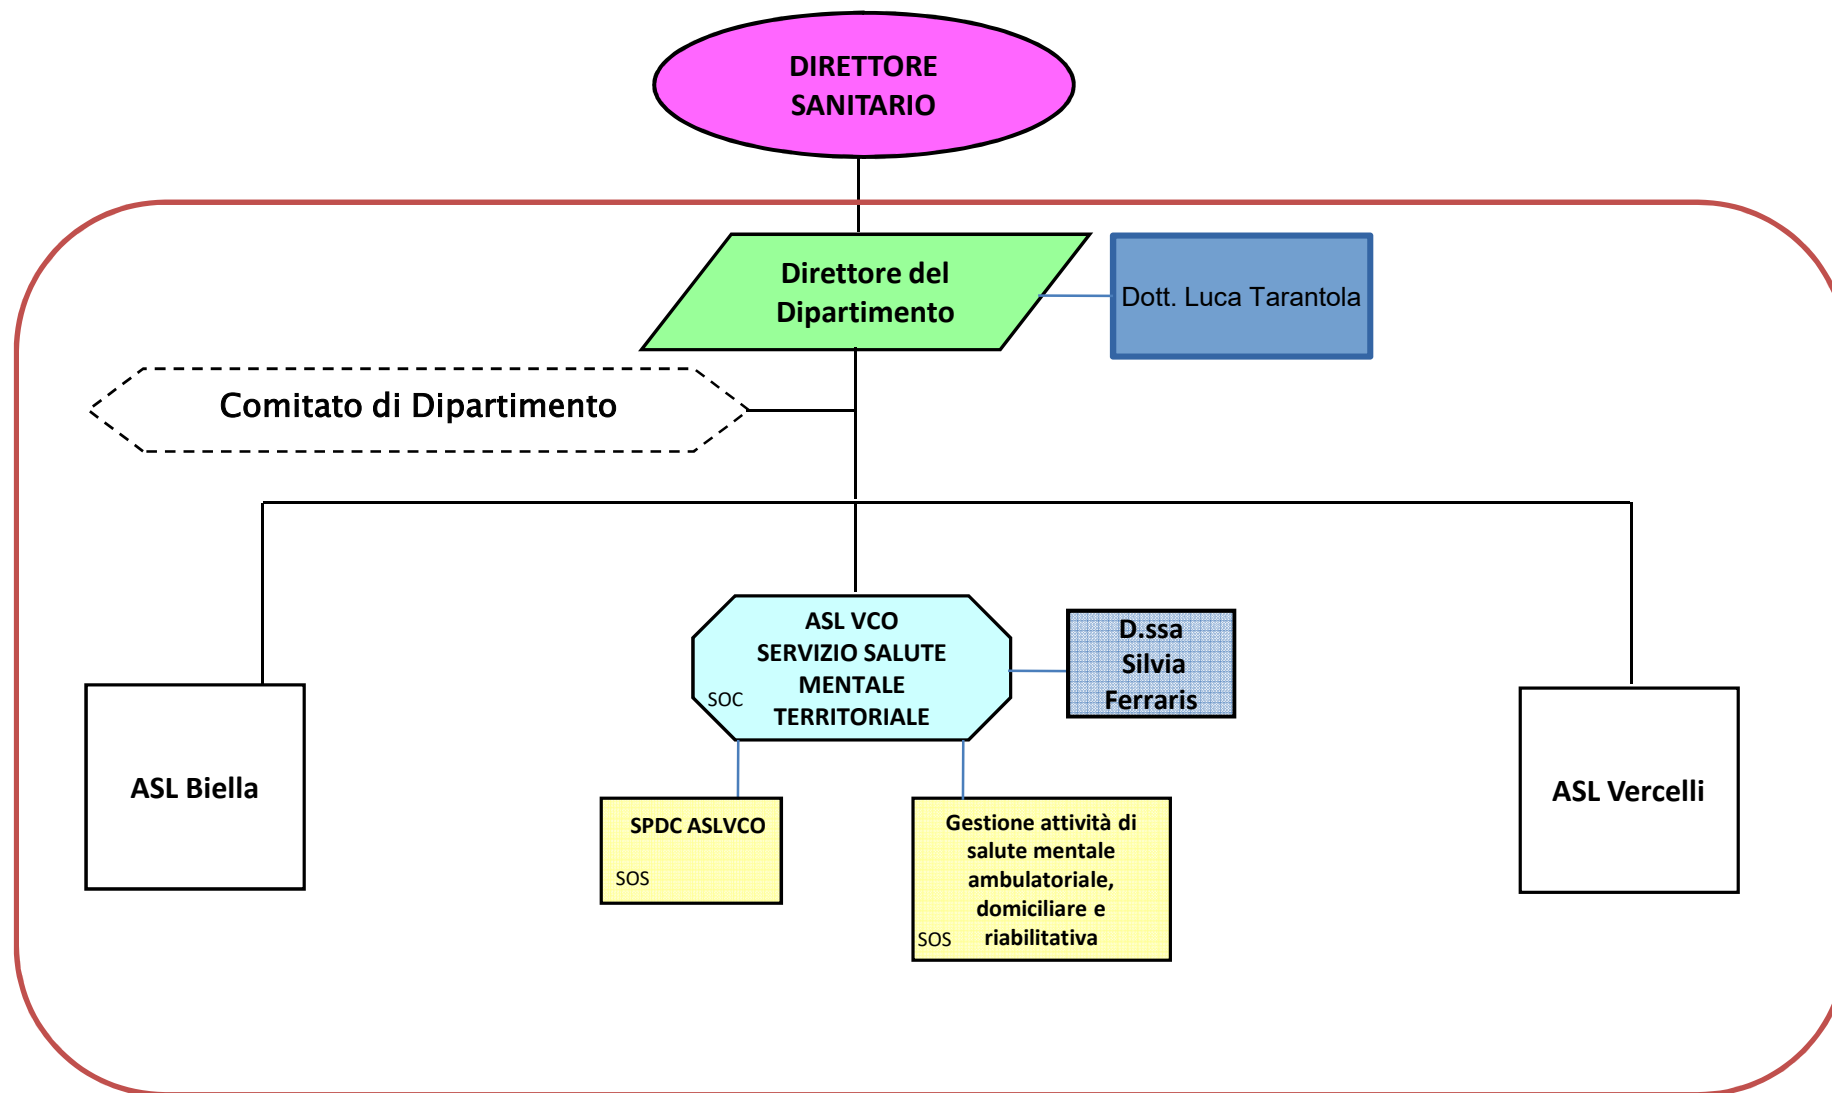 DIRETTORE
SANITARIO
Direttore del
Dipartimento
Dott. Luca Tarantola
Comitato di Dipartimento
ASL VCO
SERVIZIO SALUTE
MENTALE
TERRITORIALE
SOC
D.ssa
Silvia
Ferraris
ASL Biella
SPDC ASLVCO
SOS
Gestione attività di
salute mentale
ambulatoriale,
domiciliare e
riabilitativa
SOS
ASL Vercelli